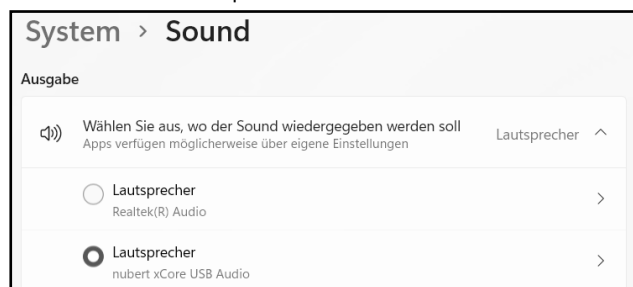 System > Sound
Ausgabe
Wählen Sie aus, wo der Sound wiedergegeben werden soll
Apps verfügen möglicherweise über eigene Einstellungen
Lautsprecher
Lautsprecher
Realtek(R) Audio
Lautsprecher
nubert xCore USB Audio